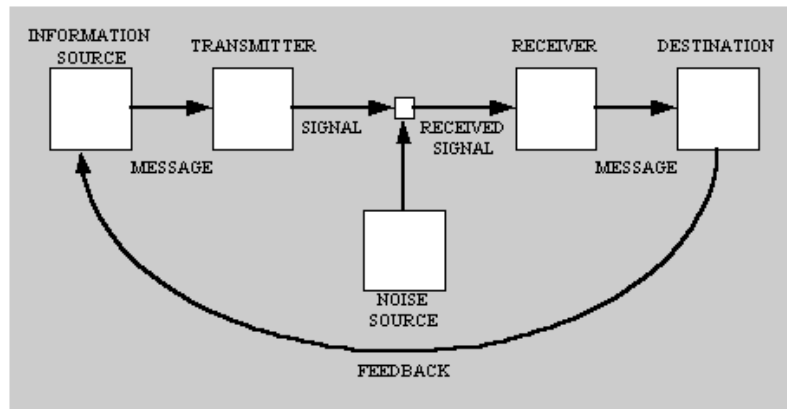 INFORMATION
SOURCE
TRANSMITTER
RECEIVER
DESTINATION
SIGNAL
RECEIVED
SIGNAL
MESSAGE
MESSAGE
NOISE
SOURCE
FEEDBACK